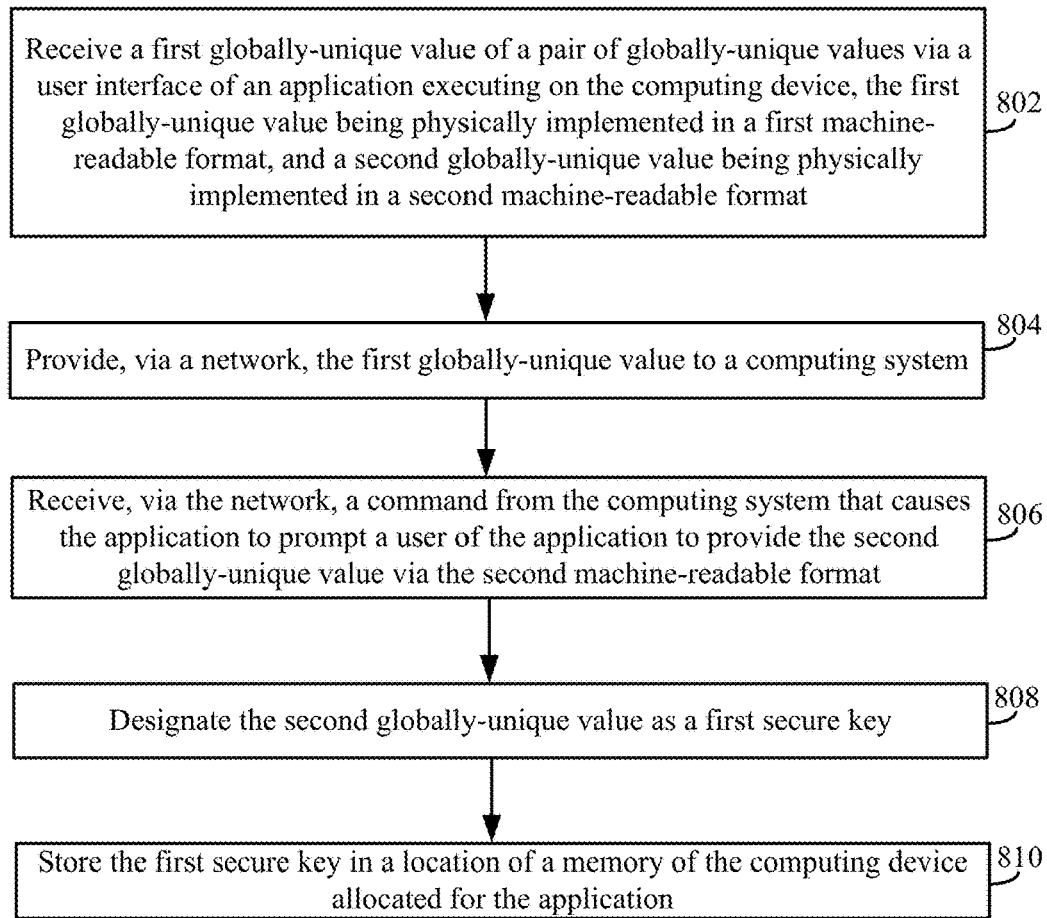 Receive a first globally-unique value of a pair of globally-unique values via a
user interface of an application executing on the computing device, the first
globally-unique value being physically implemented in a first machine-
readable format, and a second globally-unique value being physically
implemented in a second machine-readable format
802
804
Provide, via a network, the first globally-unique value to a computing system
Receive, via the network, a command from the computing system that causes
the application to prompt a user of the application to provide the second
globally-unique value via the second machine-readable format
806
Designate the second globally-unique value as a first secure key
808
Store the first secure key in a location of a memory of the computing device
allocated for the application
810